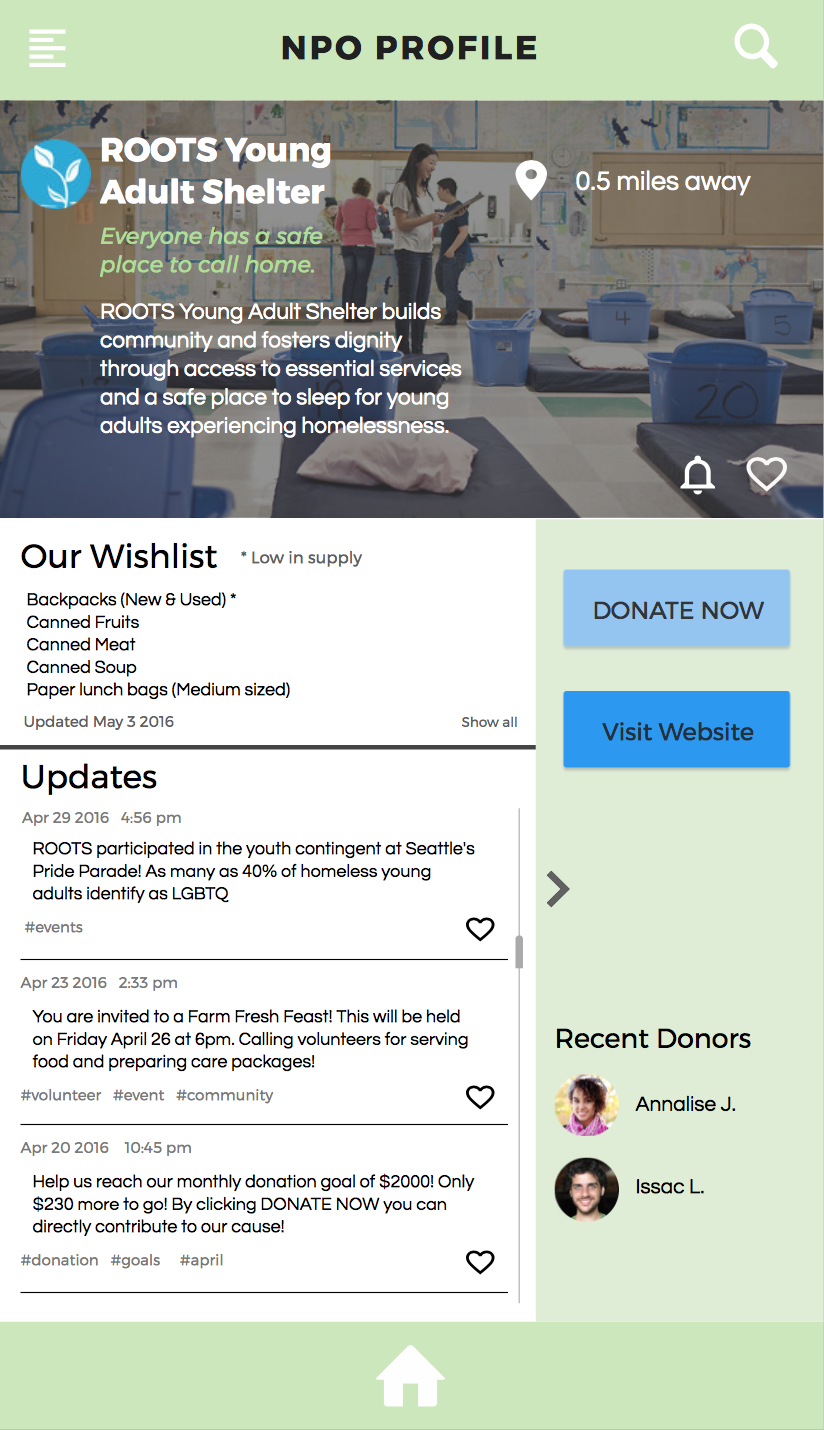 NPO PROFILE
ROOTS Young
Adult Shelter
0.5 miles away
Everyone has a safe
place to call home.
ROOTS Young Adult Shelter builds
community and fosters dignity
through access to essential services
and a safe place to sleep for young
adults experiencing homelessness.
4
5
20
Our Wishlist * Low in supply
Backpacks (New & Used) *
Canned Fruits
Canned Meat
Canned Soup
Paper lunch bags (Medium sized)
Updated May 3 2016 Show all
DONATE NOW
Visit Website
Updates
Apr 29 2016 4:56 pm
ROOTS participated in the youth contingent at Seattle's
Pride Parade! As many as 40% of homeless young
adults identify as LGBTQ
#events
Apr 23 2016 2:33 pm
You are invited to a Farm Fresh Feast! This will be held
on Friday April 26 at 6pm. Calling volunteers for serving
food and preparing care packages!
#volunteer #event #community
Apr 20 2016 10:45 pm
Help us reach our monthly donation goal of $2000! Only
$230 more to go! By clicking DONATE NOW you can
directly contribute to our cause!
#donation #goals #april
Recent Donors
Annalise J.
Issac L.